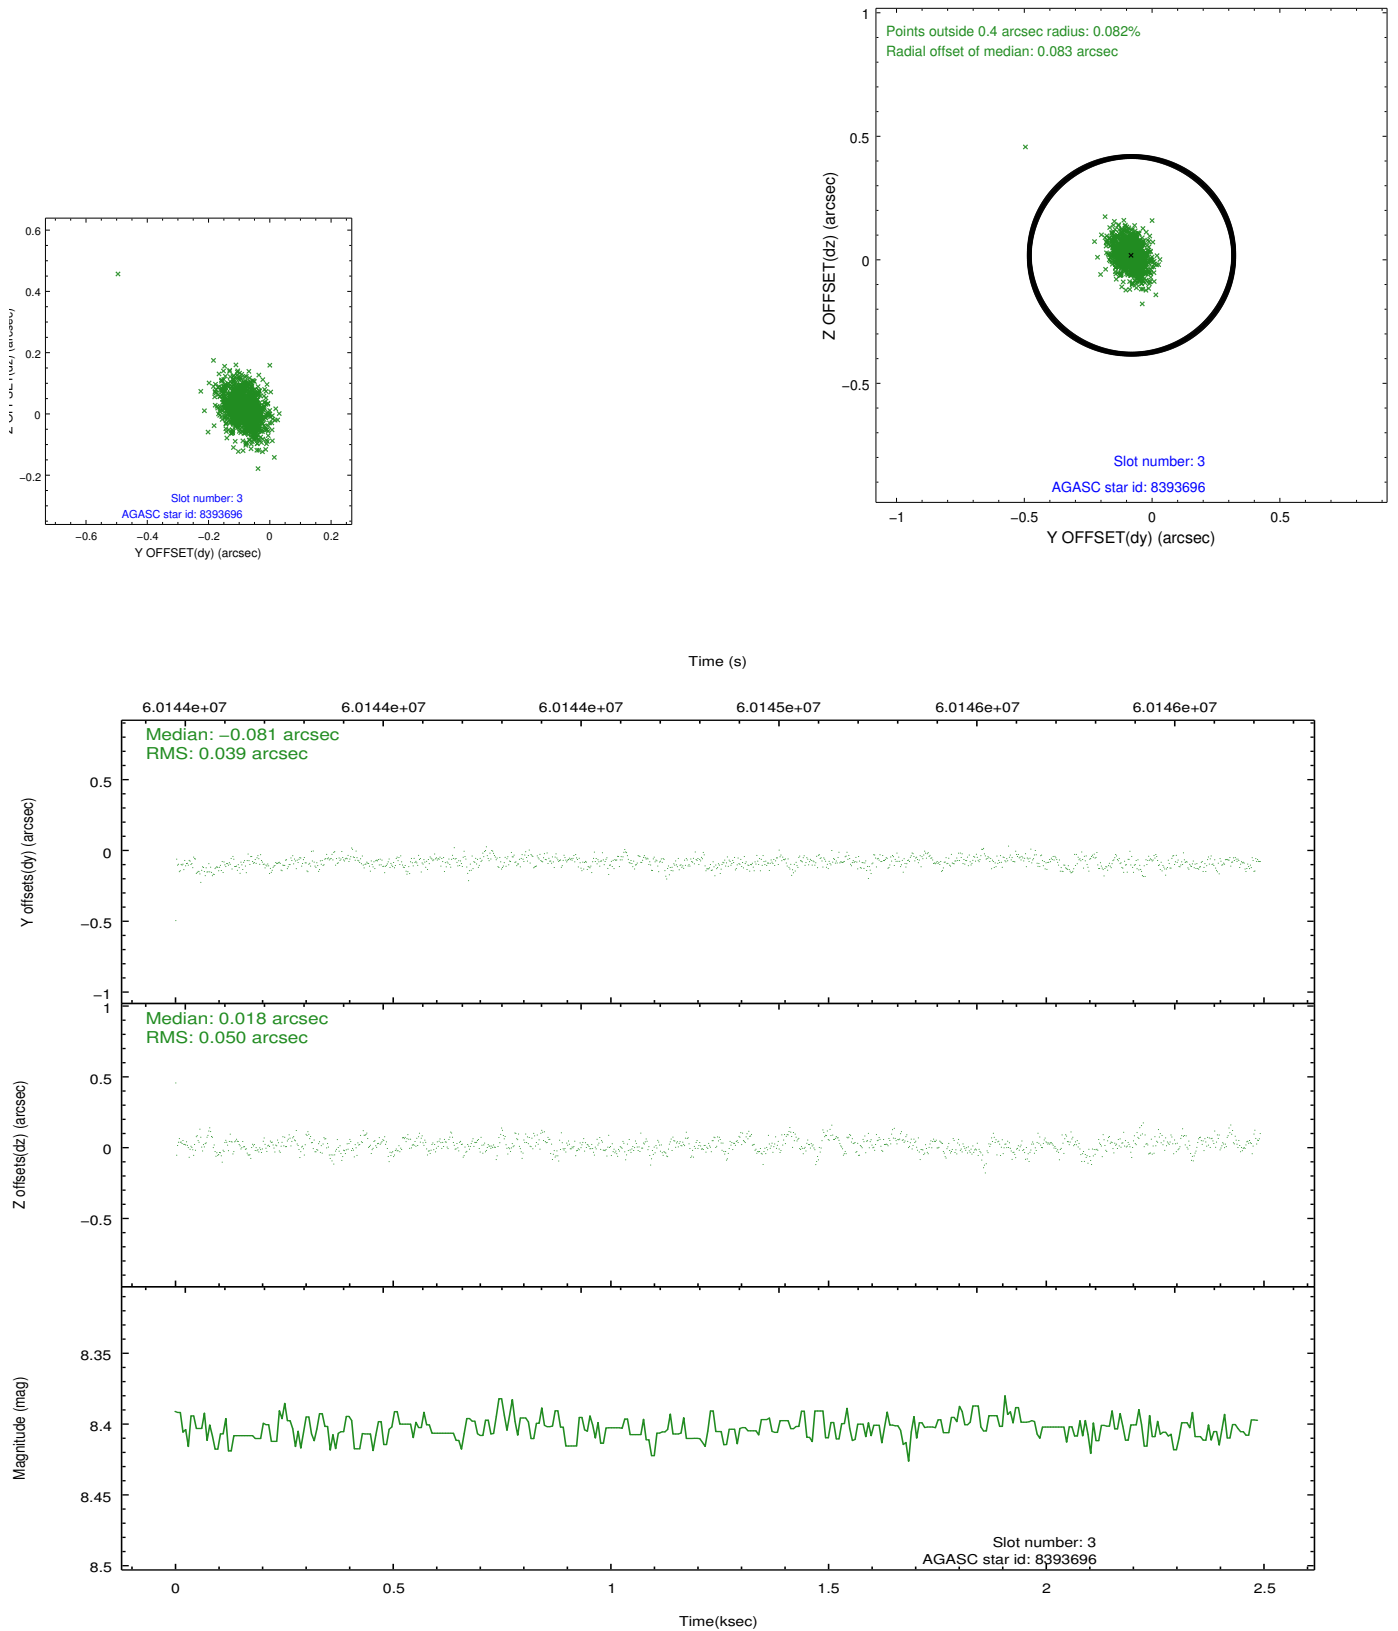 1
Points outside 0.4 arcsec radius: 0.082%
Radial offset of median: 0.083 arcsec
0.5
0
−0.5
Z OFFSET(dz) (arcsec)
Slot number: 3
AGASC star id: 8393696
−1
−0.5
0
0.5
Y OFFSET(dy) (arcsec)
0.6
0.4
0.2
0
−0.2
Slot number: 3
AGASC star id: 8393696
−0.6
−0.4
−0.2
0
0.2
Y OFFSET(dy) (arcsec)
Time (s)
6.0144e+07
6.0144e+07
6.0144e+07
6.0145e+07
6.0146e+07
6.0146e+07
Median: −0.081 arcsec
RMS: 0.039 arcsec
0.5
0
−0.5
−1
Y offsets(dy) (arcsec)
1
Median: 0.018 arcsec
RMS: 0.050 arcsec
0.5
0
−0.5
Z offsets(dz) (arcsec)
8.35
8.4
8.45
8.5
Magnitude (mag)
Slot number: 3
AGASC star id: 8393696
0
0.5
1
1.5
2
2.5
Time(ksec)